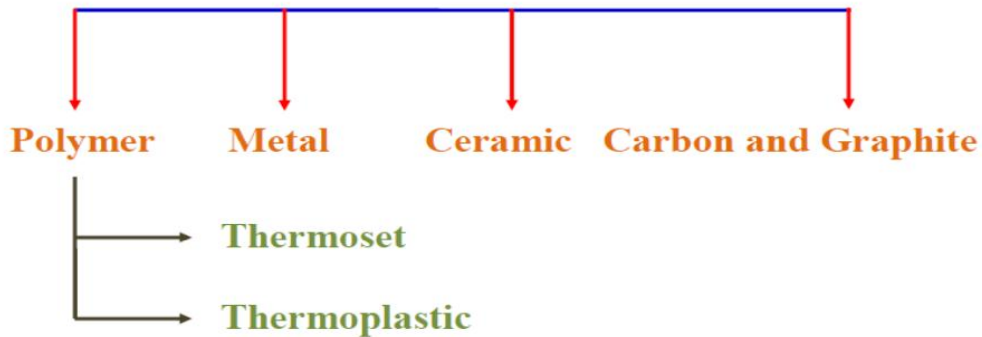 Polymer Metal Ceramic Carbon and Graphite
Thermoset
Thermoplastic